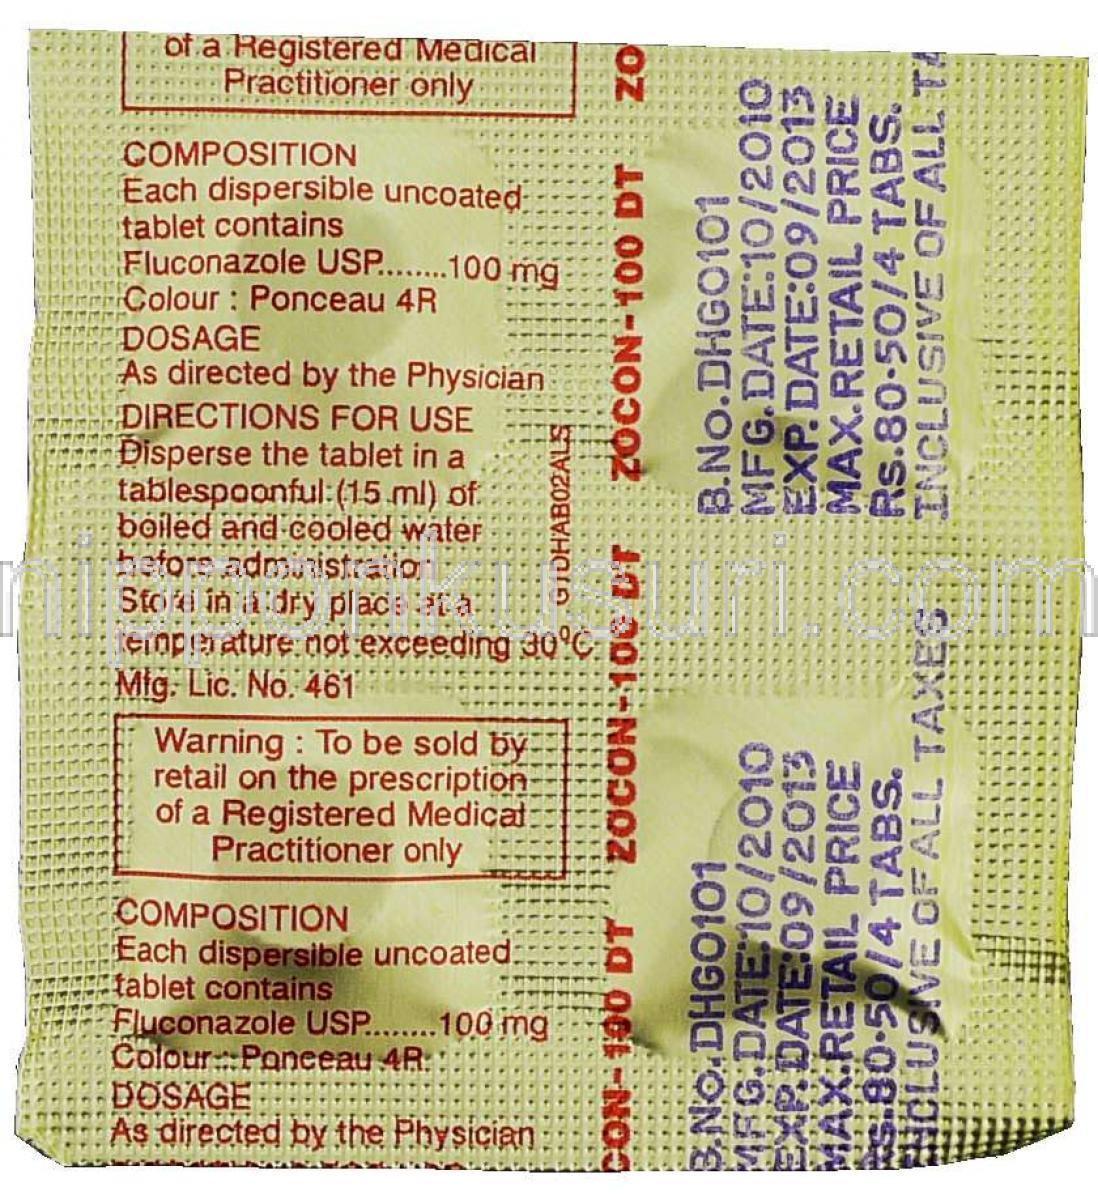 of a Registered Medical
Practitioner only
COMPOSITION
Each dispersible uncoated
tablet contains
Fluconazole USP........100 mg
Colour : Ponceau 4R
DOSAGE
As directed by the Physician
DIRECTIONS FOR USE
Disperse the tablet in a
tablespoonful (15 ml) of
boiled and cooled water
before administration
Store in a dry place at a
temperature not exceeding 30°C
Mfg. Lic. No. 461
Warning : To be sold by
retail on the prescription
of a Registered Medical
Practitioner only
COMPOSITION
Each dispersible uncoated
tablet contains
Fluconazole USP........100 mg
Colour : Ponceau 4R
DOSAGE
As directed by the Physician
ZO
ZOCON-100 DT
ZOCON-100 DT
CON-100 DT
B.No.DHG0101
MFG.DATE:10/2010
EXP.DATE:09/2013
MAX.RETAIL PRICE
Rs.80-50/4 TABS.
INCLUSIVE OF ALL TA
B.No.DHG0101
MFG.DATE:10/2010
EXP.DATE:09/2013
MAX.RETAIL PRICE
Rs.80-50/4 TABS.
INCLUSIVE OF ALL TAXES
nipponkusuri.com